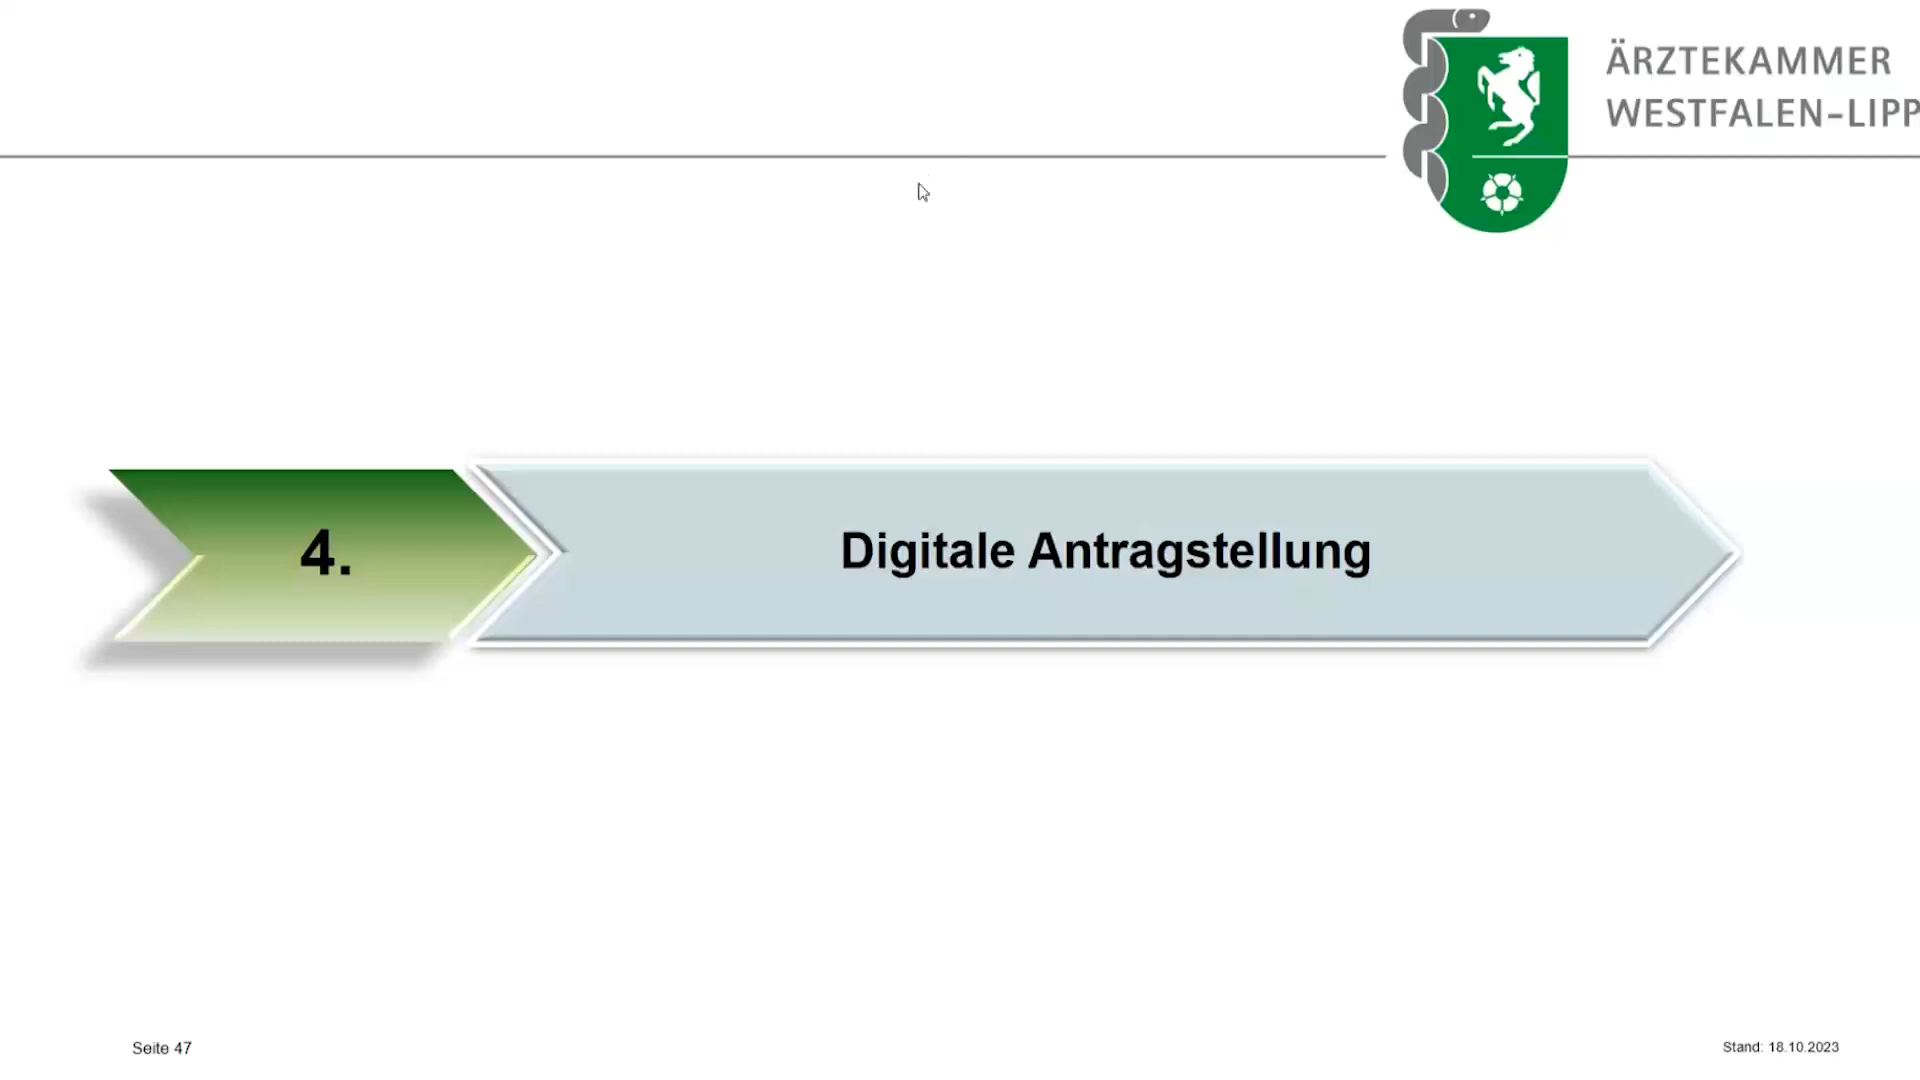 ÄRZTEKAMMER
WESTFALEN-LIPP
4.
Digitale Antragstellung
Seite 47
Stand: 18.10.2023